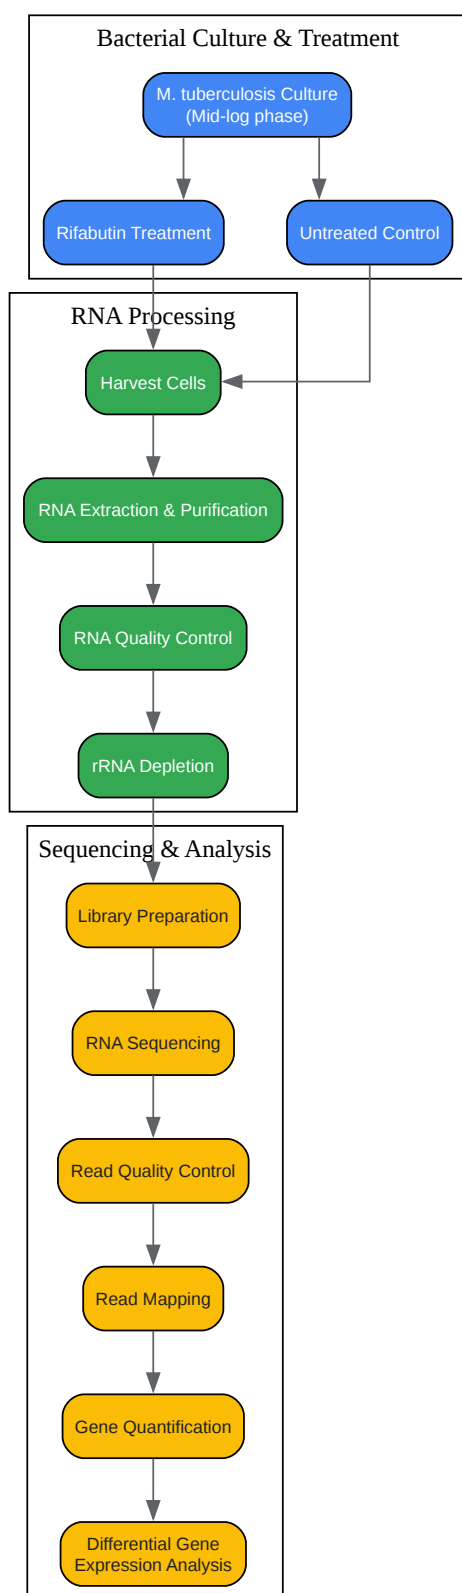 Bacterial Culture & Treatment
M. tuberculosis Culture
(Mid-log phase)
Rifabutin Treatment
Untreated Control
RNA Processing
Harvest Cells
RNA Extraction & Purification
RNA Quality Control
rRNA Depletion
Sequencing & Analysis
Library Preparation
RNA Sequencing
Read Quality Control
Read Mapping
Gene Quantification
Differential Gene
Expression Analysis